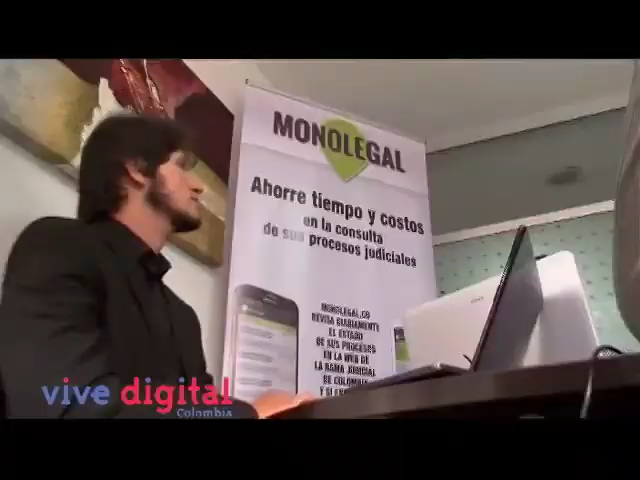 MONOLEGAL
Ahorre tiempo y costos
en la consulta
de sus procesos judiciales
MONOLEGAL.CO
REVISA DIARIAMENTE
EL ESTADO
DE SUS PROCESOS
EN LA WEB DE
LA RAMA JUDICIAL
DE COLOMBIA
Y SI
vive digital
Colombia